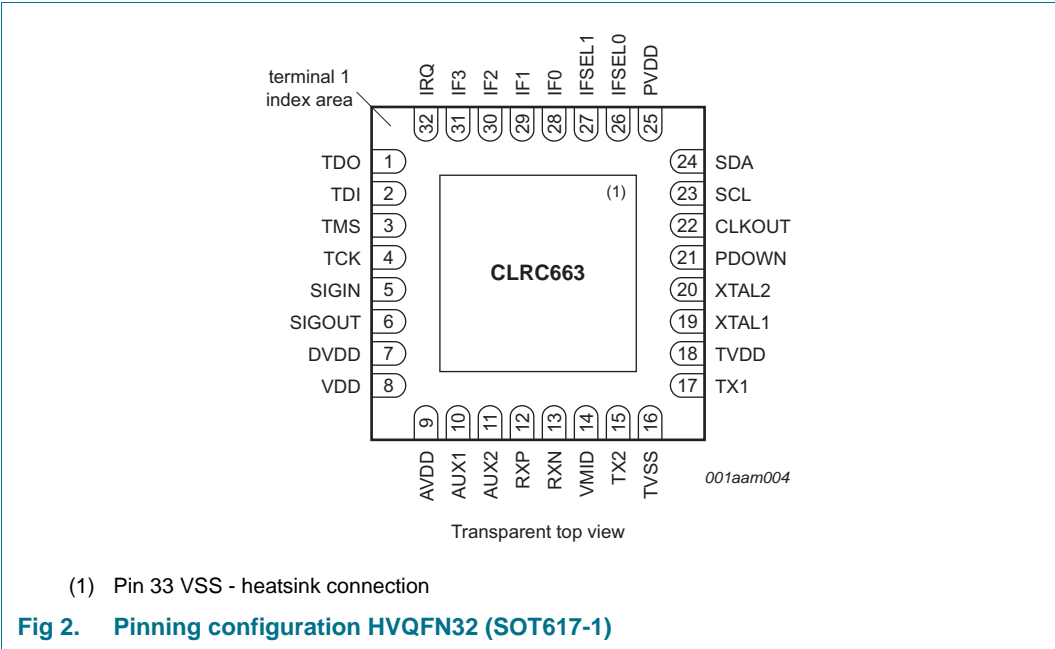 terminal 1
index area
IRQ
IF3
IF2
IF1
IF0
IFSEL1
IFSEL0
PVDD
32
31
30
29
28
27
26
25
TDO 1
TDI 2
TMS 3
TCK 4
SIGIN 5
SIGOUT 6
DVDD 7
VDD 8
(1)
CLRC663
24 SDA
23 SCL
22 CLKOUT
21 PDOWN
20 XTAL2
19 XTAL1
18 TVDD
17 TX1
9
10
11
12
13
14
15
16
AVDD
AUX1
AUX2
RXP
RXN
VMID
TX2
TVSS
001aam004
Transparent top view
(1) Pin 33 VSS - heatsink connection
Fig 2. Pinning configuration HVQFN32 (SOT617-1)